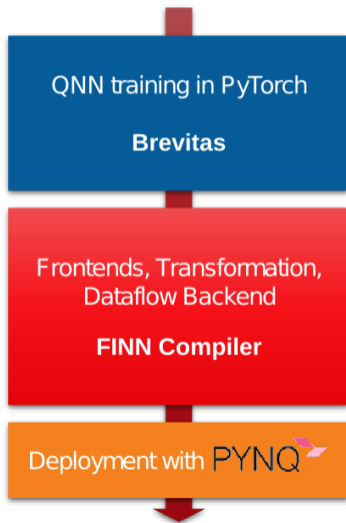 QNN training in PyTorch
Brevitas
Frontends, Transformation,
Dataflow Backend
FINN Compiler
Deployment with PYNQ